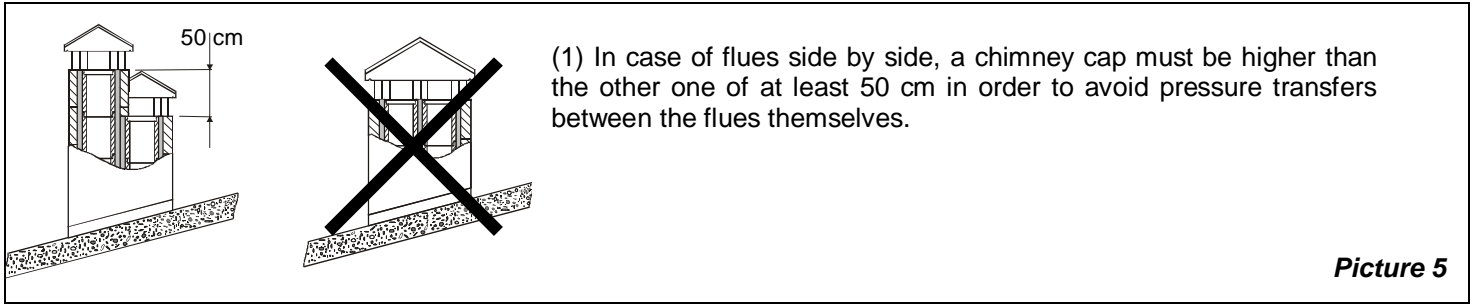 50 cm
(1) In case of flues side by side, a chimney cap must be higher than
the other one of at least 50 cm in order to avoid pressure transfers
between the flues themselves.
Picture 5